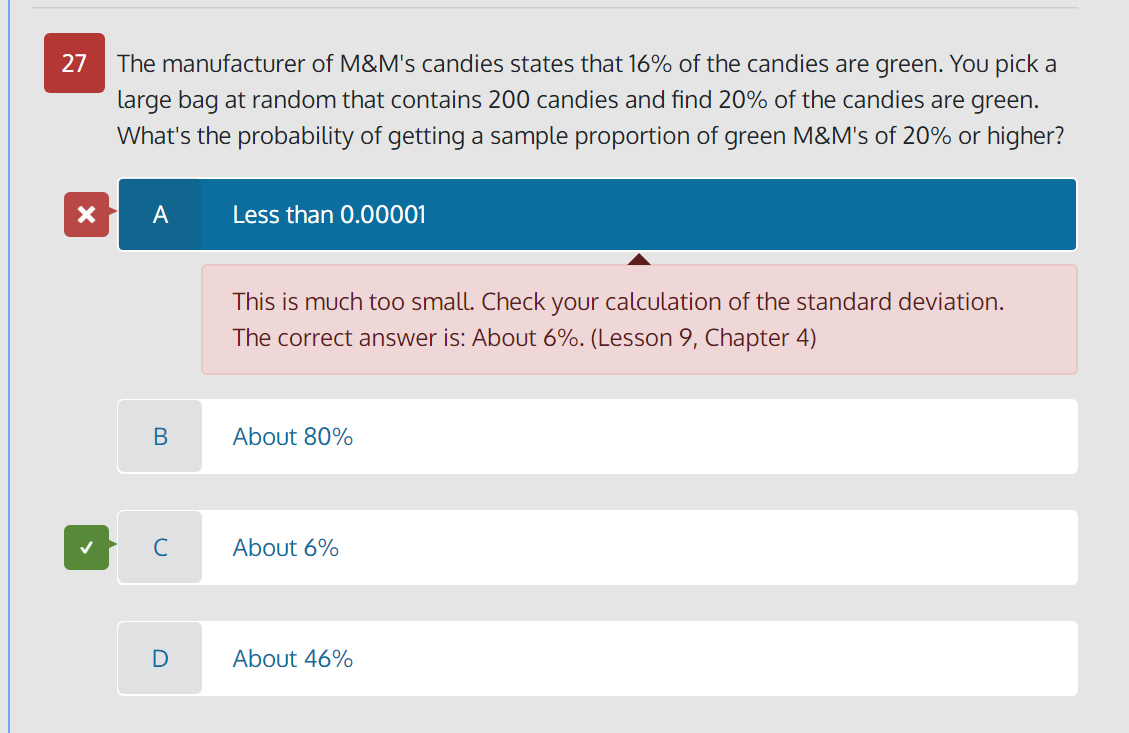 27
The manufacturer of M&M's candies states that 16% of the candies are green. You pick a
large bag at random that contains 200 candies and find 20% of the candies are green.
What's the probability of getting a sample proportion of green M&M's of 20% or higher?
A Less than 0.00001
This is much too small. Check your calculation of the standard deviation.
The correct answer is: About 6%. (Lesson 9, Chapter 4)
B About 80%
C About 6%
D About 46%